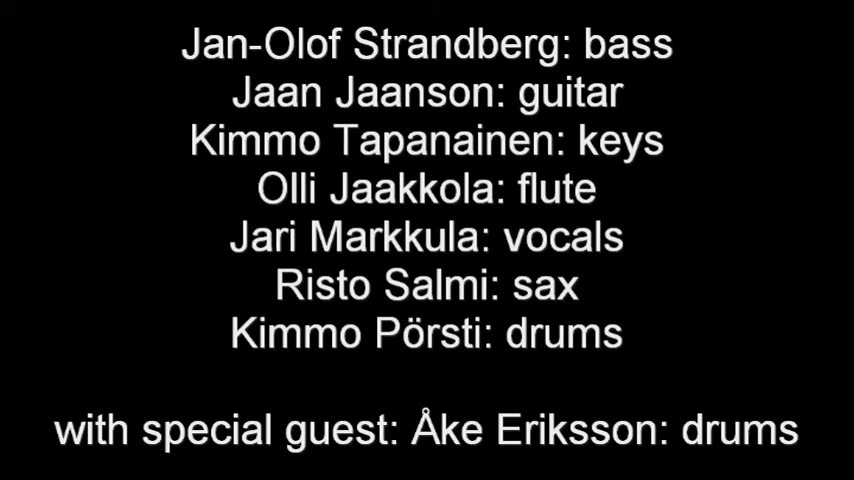 Jan-Olof Strandberg: bass
Jaan Jaanson: guitar
Kimmo Tapanainen: keys
Olli Jaakkola: flute
Jari Markkula: vocals
Risto Salmi: sax
Kimmo Pörsti: drums
with special guest: Åke Eriksson: drums